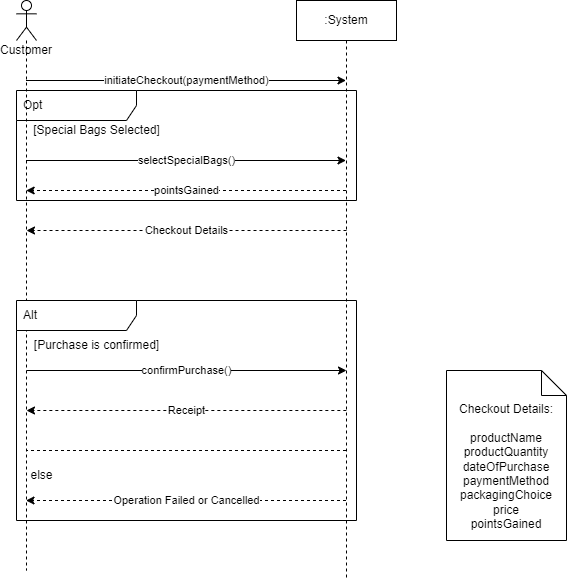 :System
Customer
initiateCheckout(paymentMethod)
Opt
[Special Bags Selected]
selectSpecialBags()
pointsGained
Checkout Details
Alt
[Purchase is confirmed]
confirmPurchase()
Receipt
else
Operation Failed or Cancelled
Checkout Details:
productName
productQuantity
dateOfPurchase
paymentMethod
packagingChoice
price
pointsGained